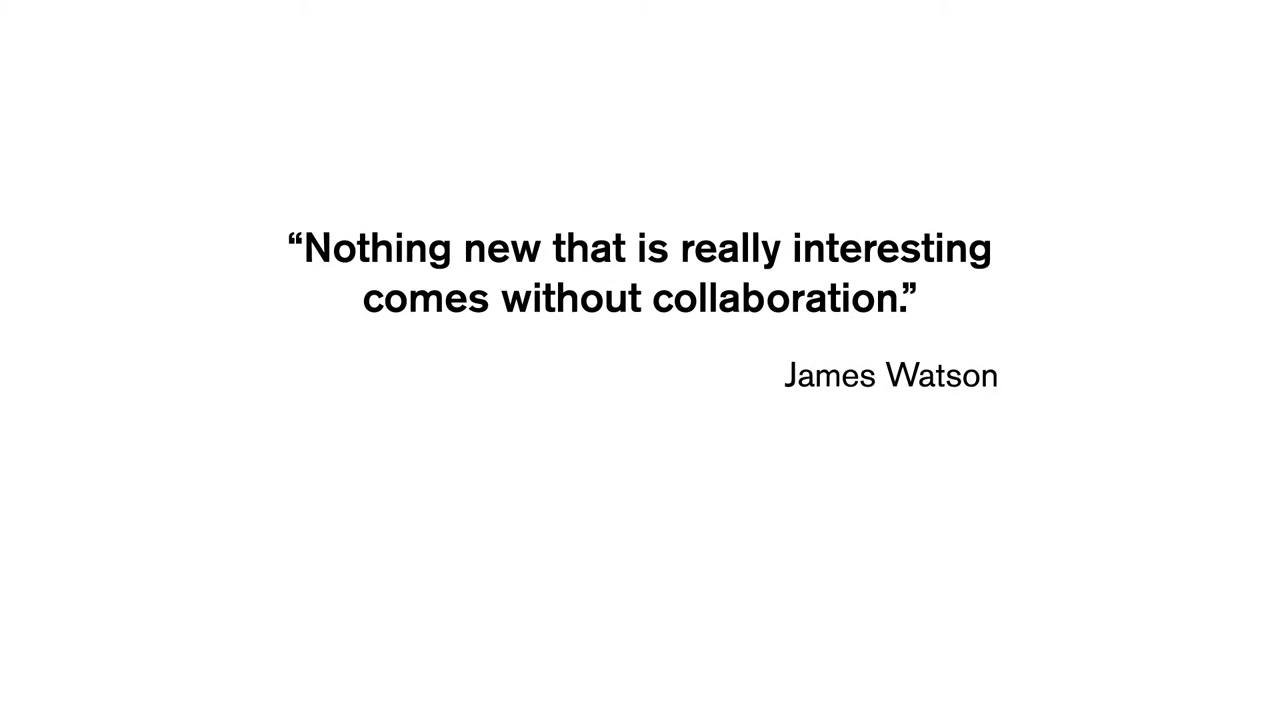 “Nothing new that is really interesting
comes without collaboration.”
James Watson